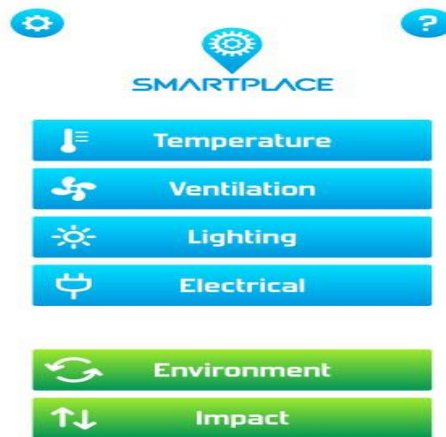 ?
SMARTPLACE
Temperature
Ventilation
Lighting
Electrical
Environment
Impact